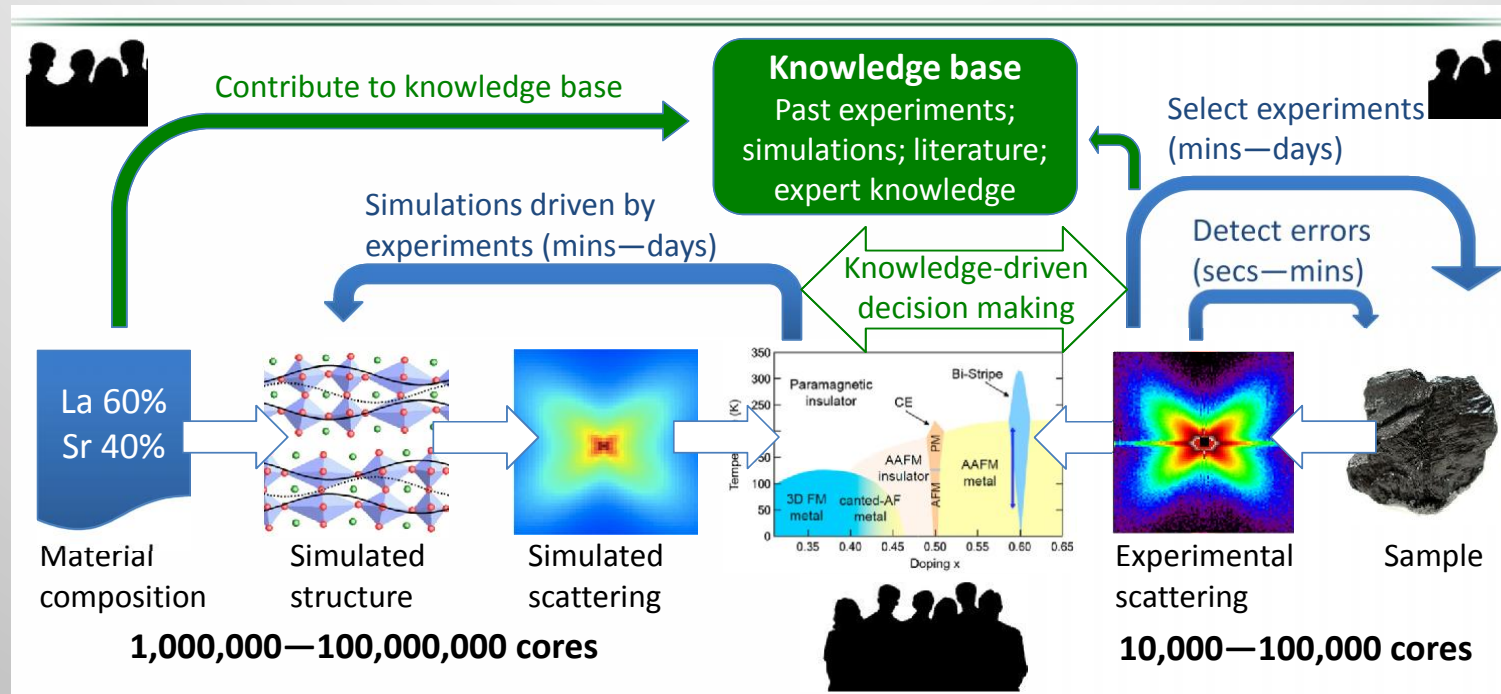 Knowledge base
Past experiments;
simulations; literature;
expert knowledge
Contribute to knowledge base
Select experiments
(mins—days)
Simulations driven by
experiments (mins—days)
Detect errors
(secs—mins)
Knowledge-driven
decision making
La 60%
Sr 40%
350
300
250
100
50
0
(K)
Paramagnetic
insulator
Bi-Stripe
CE
PM
AFM
AAFM
insulator
AAFM
metal
3D FM
metal
canted-AF
metal
0.35
0.40
0.45
0.50
0.55
0.60
0.65
Doping x
Material
composition
Simulated
structure
Simulated
scattering
Experimental
scattering
Sample
1,000,000—100,000,000 cores
10,000—100,000 cores